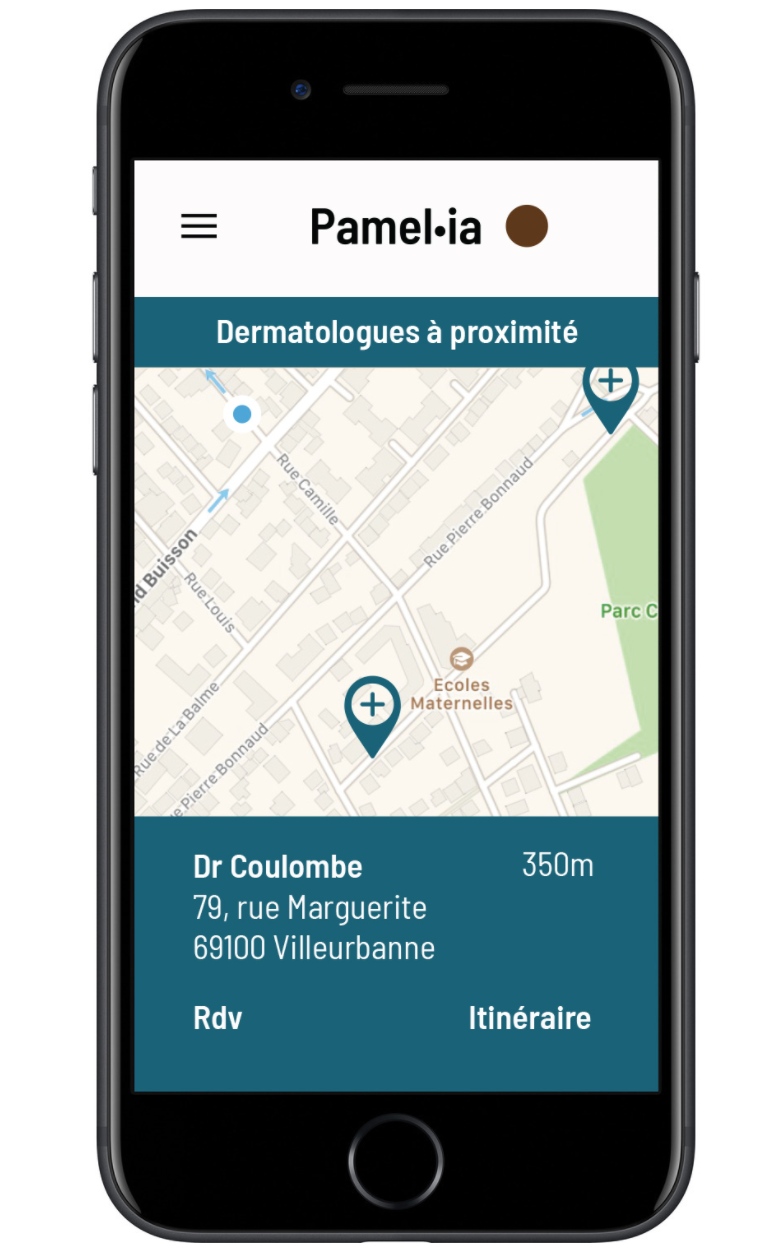 Pamel•ia
Dermatologues à proximité
Rue Camille
Rue Pierre Bonnaud
d Buisson
Rue Louis
Parc C
Ecoles
Maternelles
Rue de La Balme
e Pierre Bonnaud
Dr Coulombe
350m
79, rue Marguerite
69100 Villeurbanne
Rdv
Itinéraire